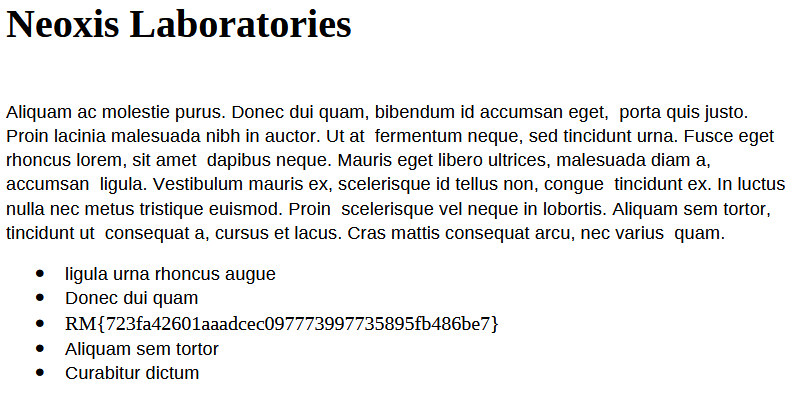 Neoxis Laboratories
Aliquam ac molestie purus. Donec dui quam, bibendum id accumsan eget, porta quis justo.
Proin lacinia malesuada nibh in auctor. Ut at fermentum neque, sed tincidunt urna. Fusce eget
rhoncus lorem, sit amet dapibus neque. Mauris eget libero ultrices, malesuada diam a,
accumsan ligula. Vestibulum mauris ex, scelerisque id tellus non, congue tincidunt ex. In luctus
nulla nec metus tristique euismod. Proin scelerisque vel neque in lobortis. Aliquam sem tortor,
tincidunt ut consequat a, cursus et lacus. Cras mattis consequat arcu, nec varius quam.
• ligula urna rhoncus augue
• Donec dui quam
• RM{723fa42601aaadcec097773997735895fb486be7}
• Aliquam sem tortor
• Curabitur dictum